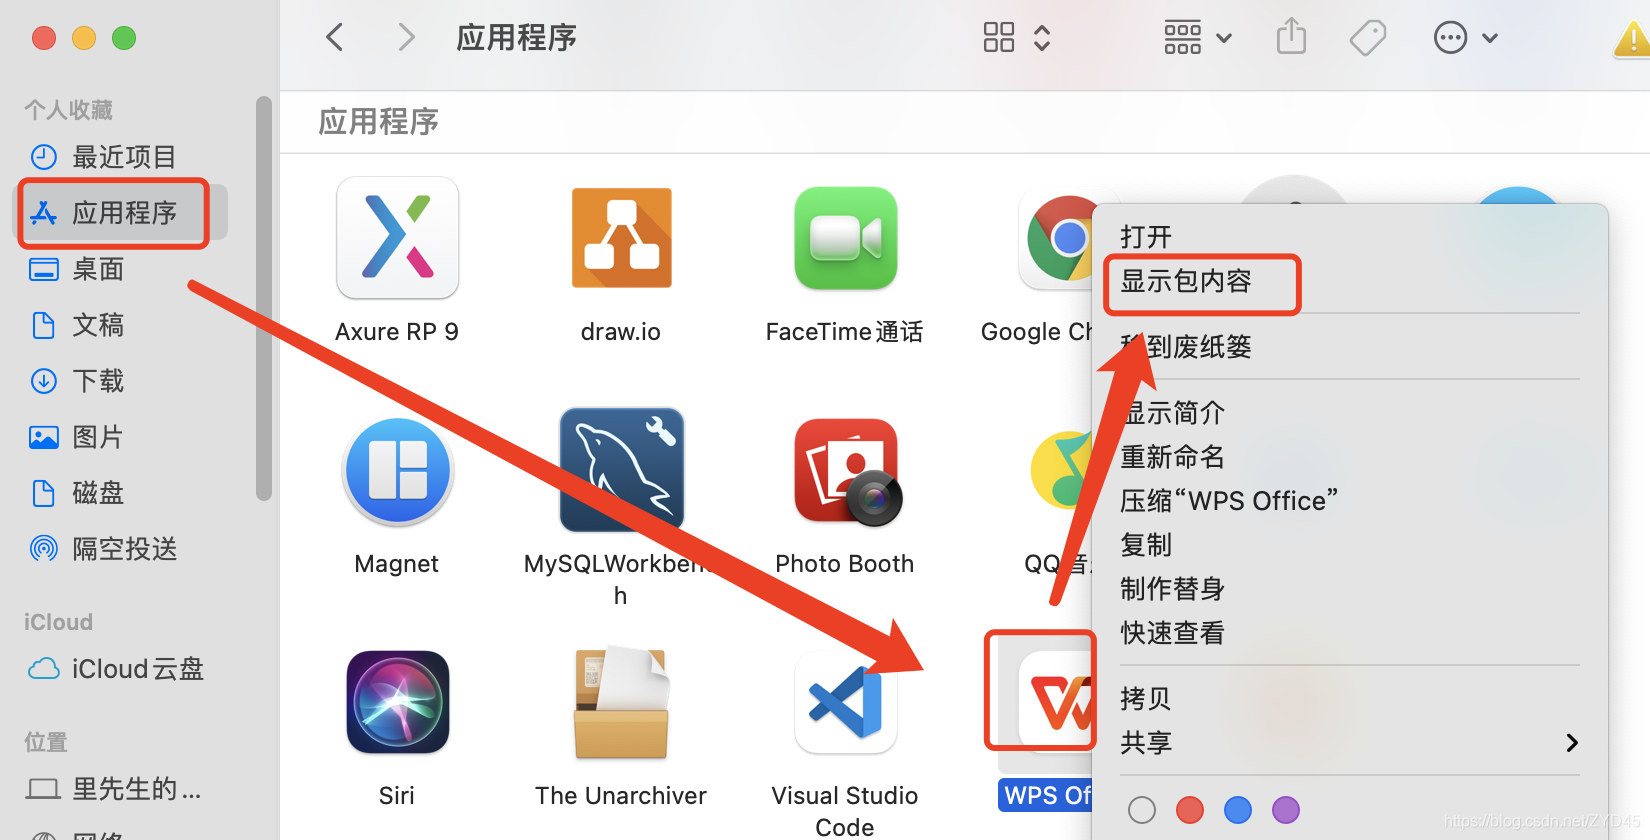 应用程序
个人收藏
最近项目
应用程序
桌面
文稿
下载
图片
磁盘
隔空投送
iCloud
iCloud云盘
位置
里先生的...
网络
应用程序
Axure RP 9
draw.io
FaceTime通话
Google Ch
Magnet
MySQLWorkbench
h
Photo Booth
QQ音
Siri
The Unarchiver
Visual Studio
Code
WPS Of
打开
显示包内容
移到废纸篓
显示简介
重新命名
压缩“WPS Office”
复制
制作替身
快速查看
拷贝
共享
https://blog.csdn.net/ZYD45